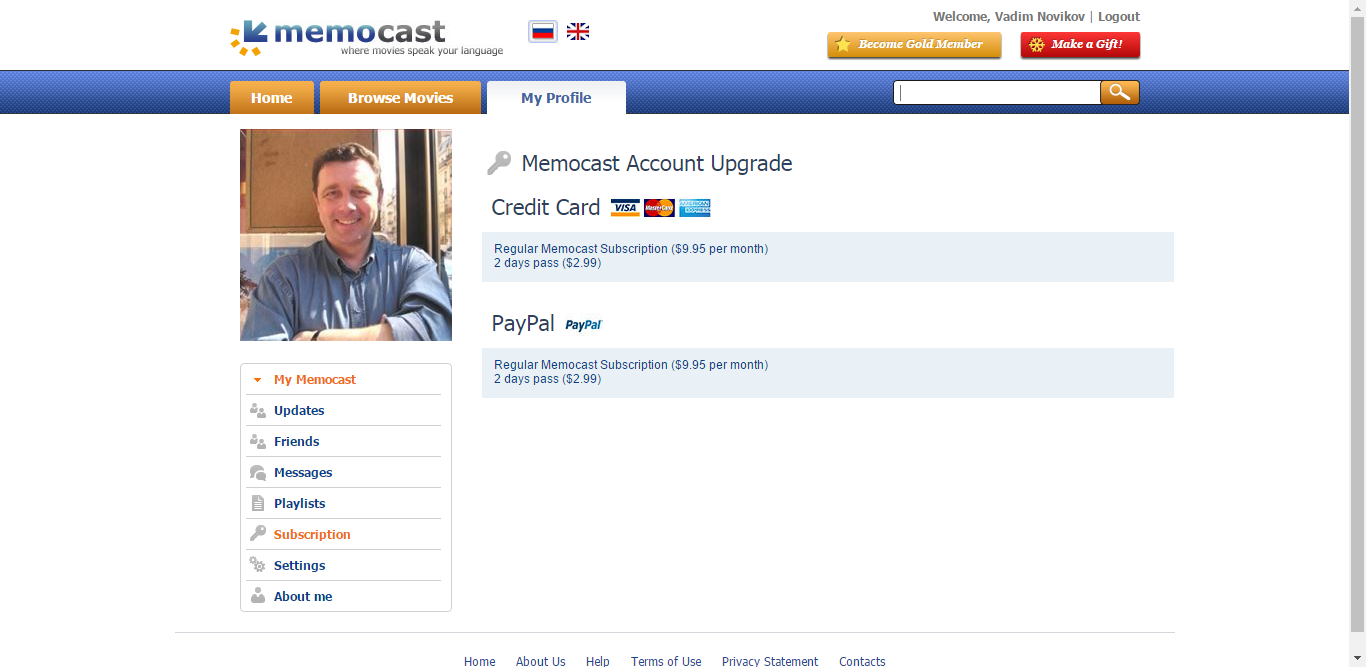 memocast
where movies speak your language
Welcome, Vadim Novikov | Logout
Become Gold Member
Make a Gift!
Home
Browse Movies
My Profile
Memocast Account Upgrade
Credit Card VISA MasterCard AMERICAN EXPRESS
Regular Memocast Subscription ($9.95 per month)
2 days pass ($2.99)
PayPal PayPal
Regular Memocast Subscription ($9.95 per month)
2 days pass ($2.99)
My Memocast
Updates
Friends
Messages
Playlists
Subscription
Settings
About me
Home About Us Help Terms of Use Privacy Statement Contacts